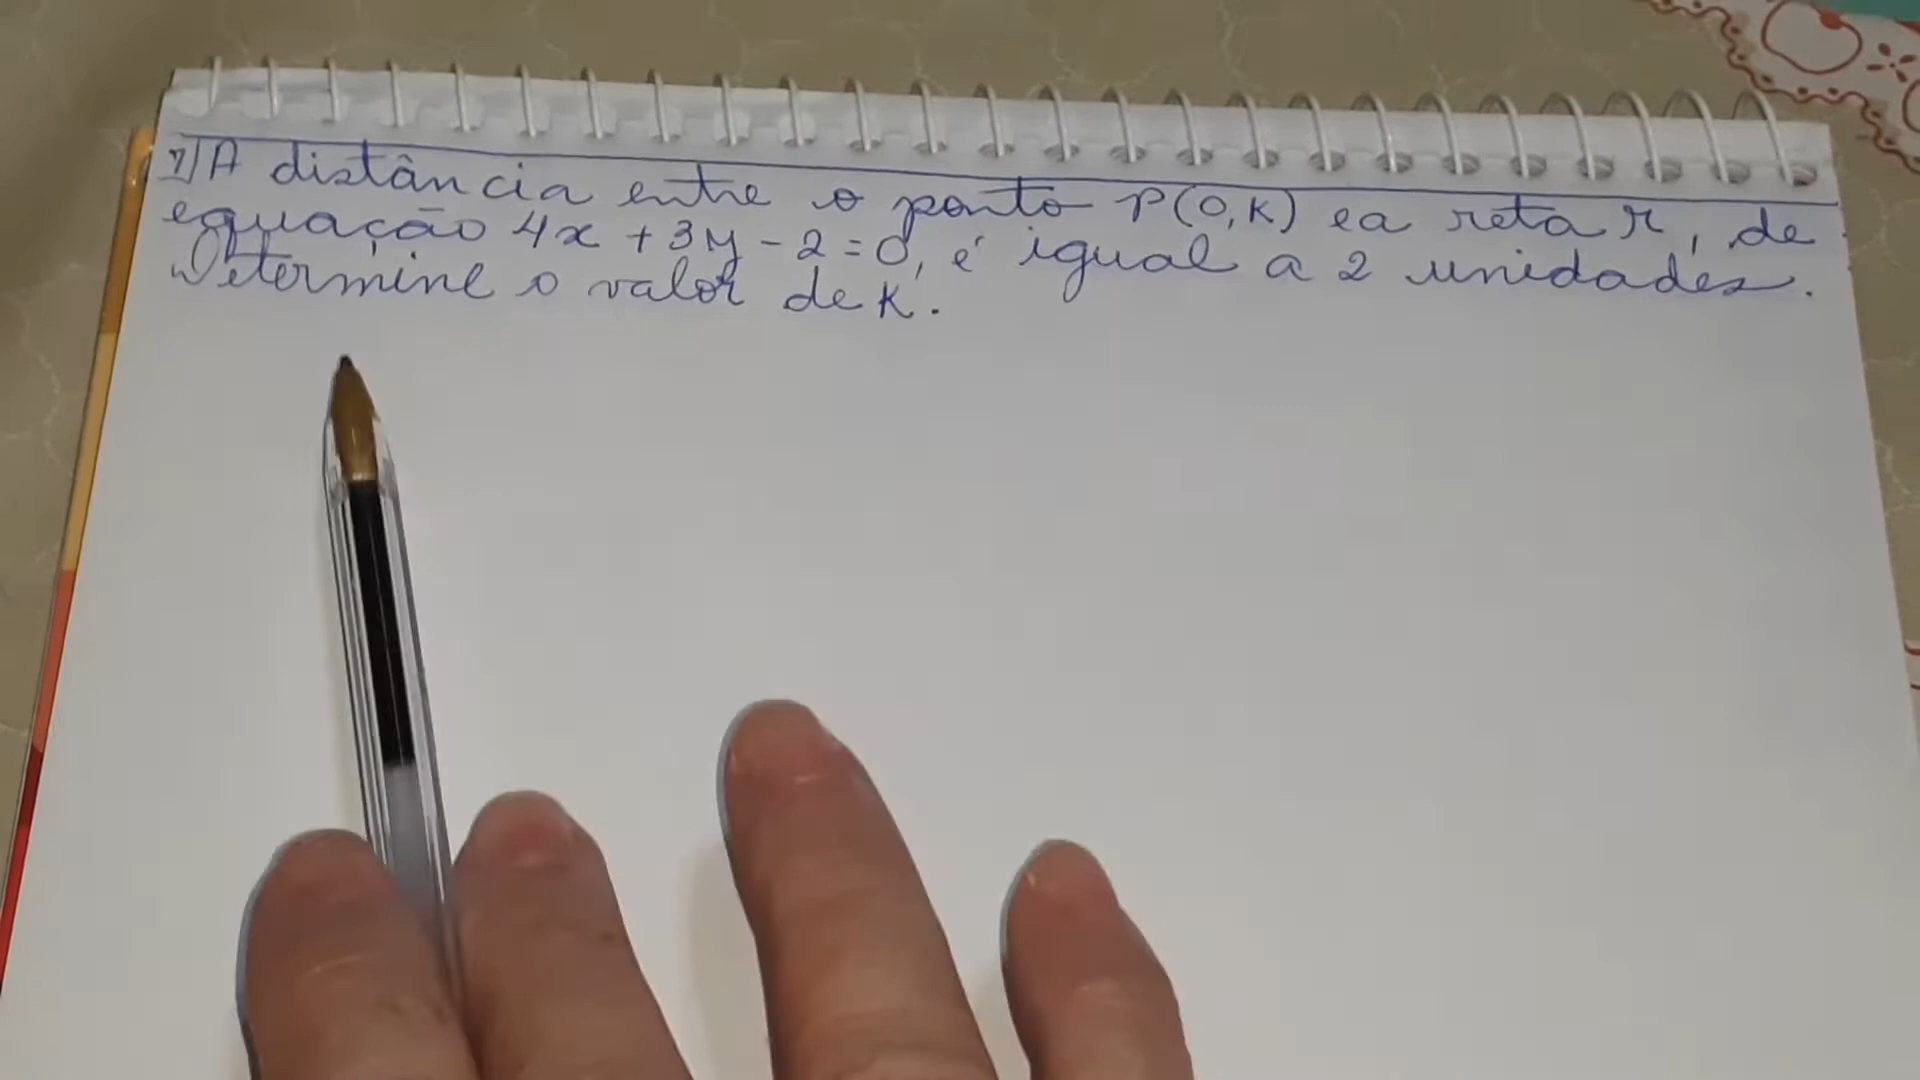 7) A distância entre o ponto P(0,K) e a reta r, de
equação 4x + 3y - 2 = 0, é igual a 2 unidades.
Determine o valor de K.